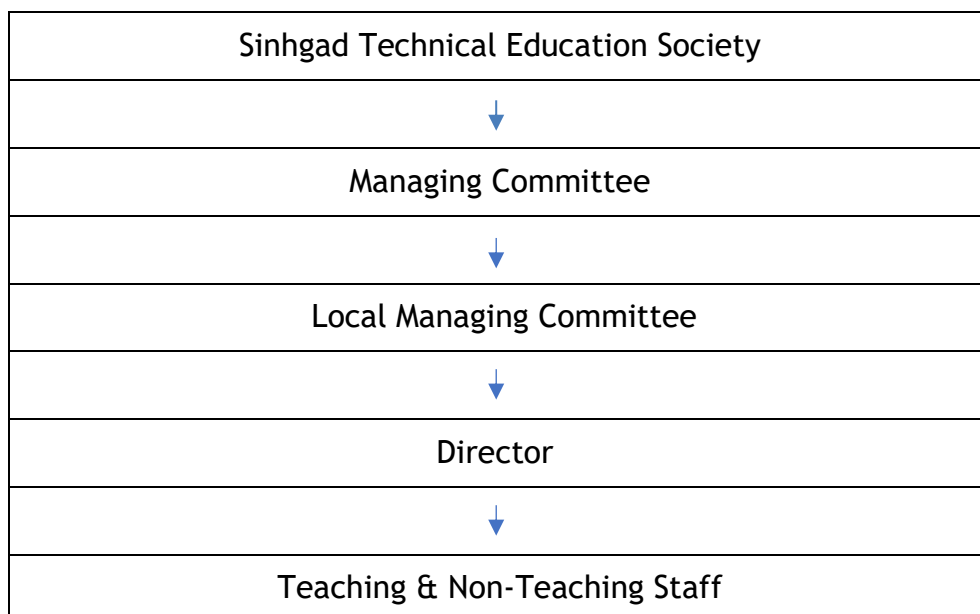 Sinhgad Technical Education Society
Managing Committee
Local Managing Committee
Director
Teaching & Non-Teaching Staff